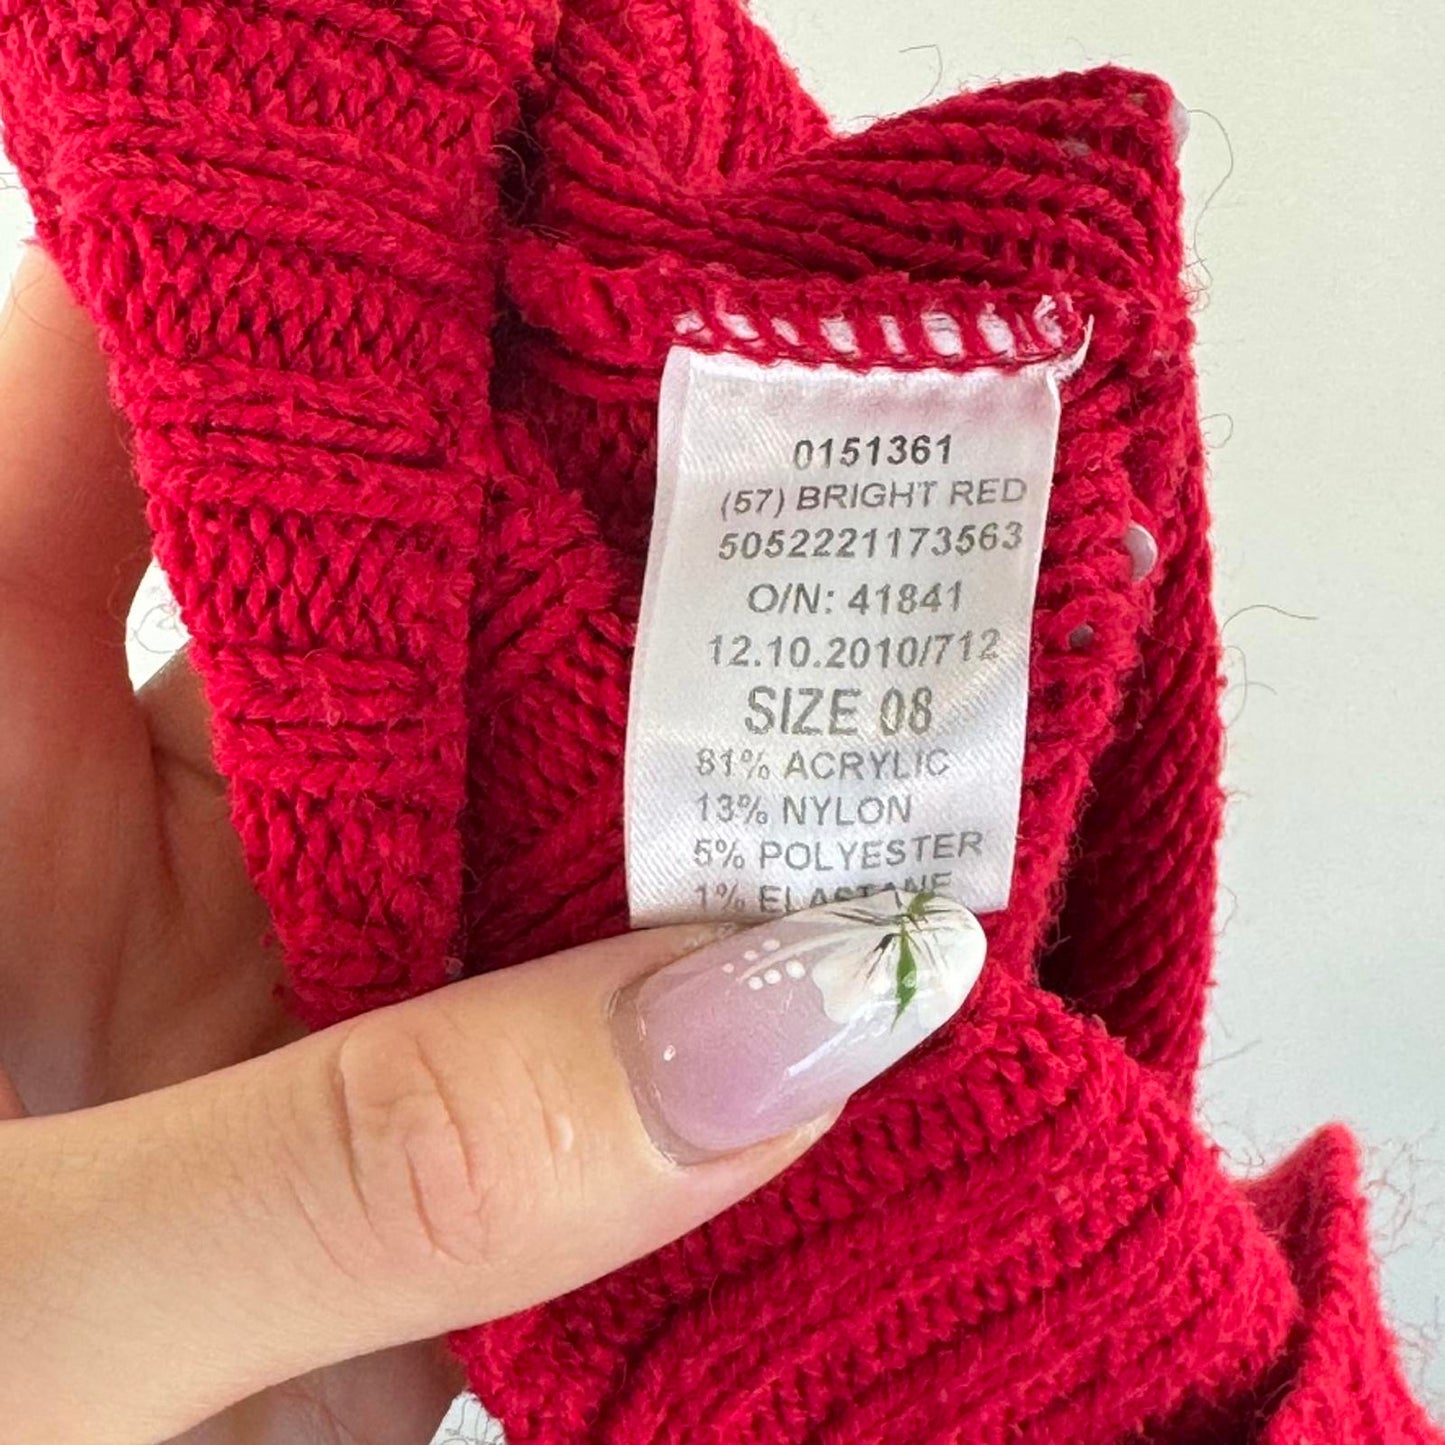 0151361
(57) BRIGHT RED
5052221173563
O/N: 41841
12.10.2010/712
SIZE 08
81% ACRYLIC
13% NYLON
5% POLYESTER
1% ELASTANE